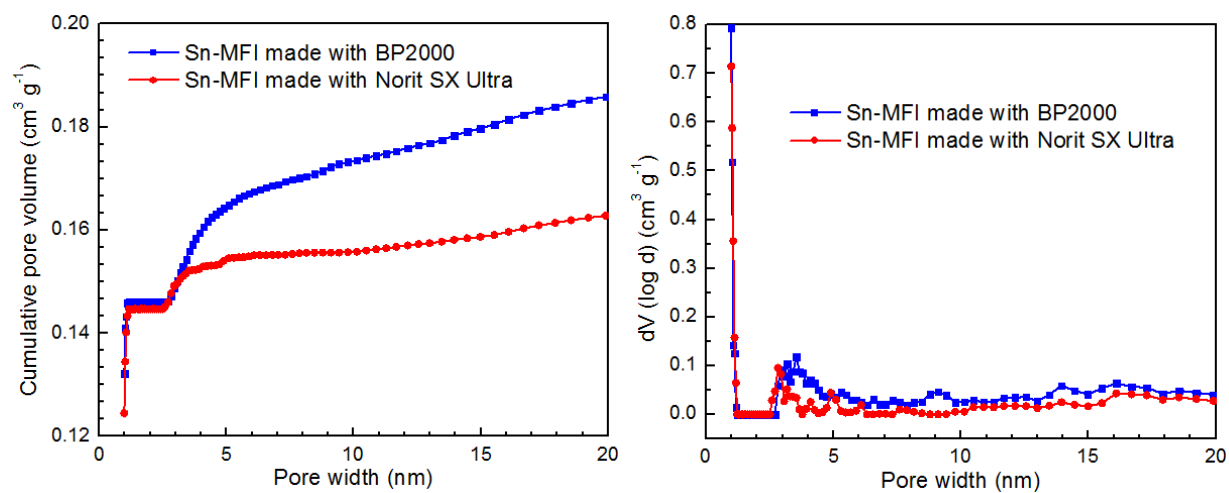 Cumulative pore volume (cm³ g⁻¹)
0.20
0.18
0.16
0.14
0.12
Sn-MFI made with BP2000
Sn-MFI made with Norit SX Ultra
0 5 10 15 20
Pore width (nm)
dV (log d) (cm³ g⁻¹)
0.8
0.7
0.6
0.5
0.4
0.3
0.2
0.1
0.0
Sn-MFI made with BP2000
Sn-MFI made with Norit SX Ultra
0 5 10 15 20
Pore width (nm)